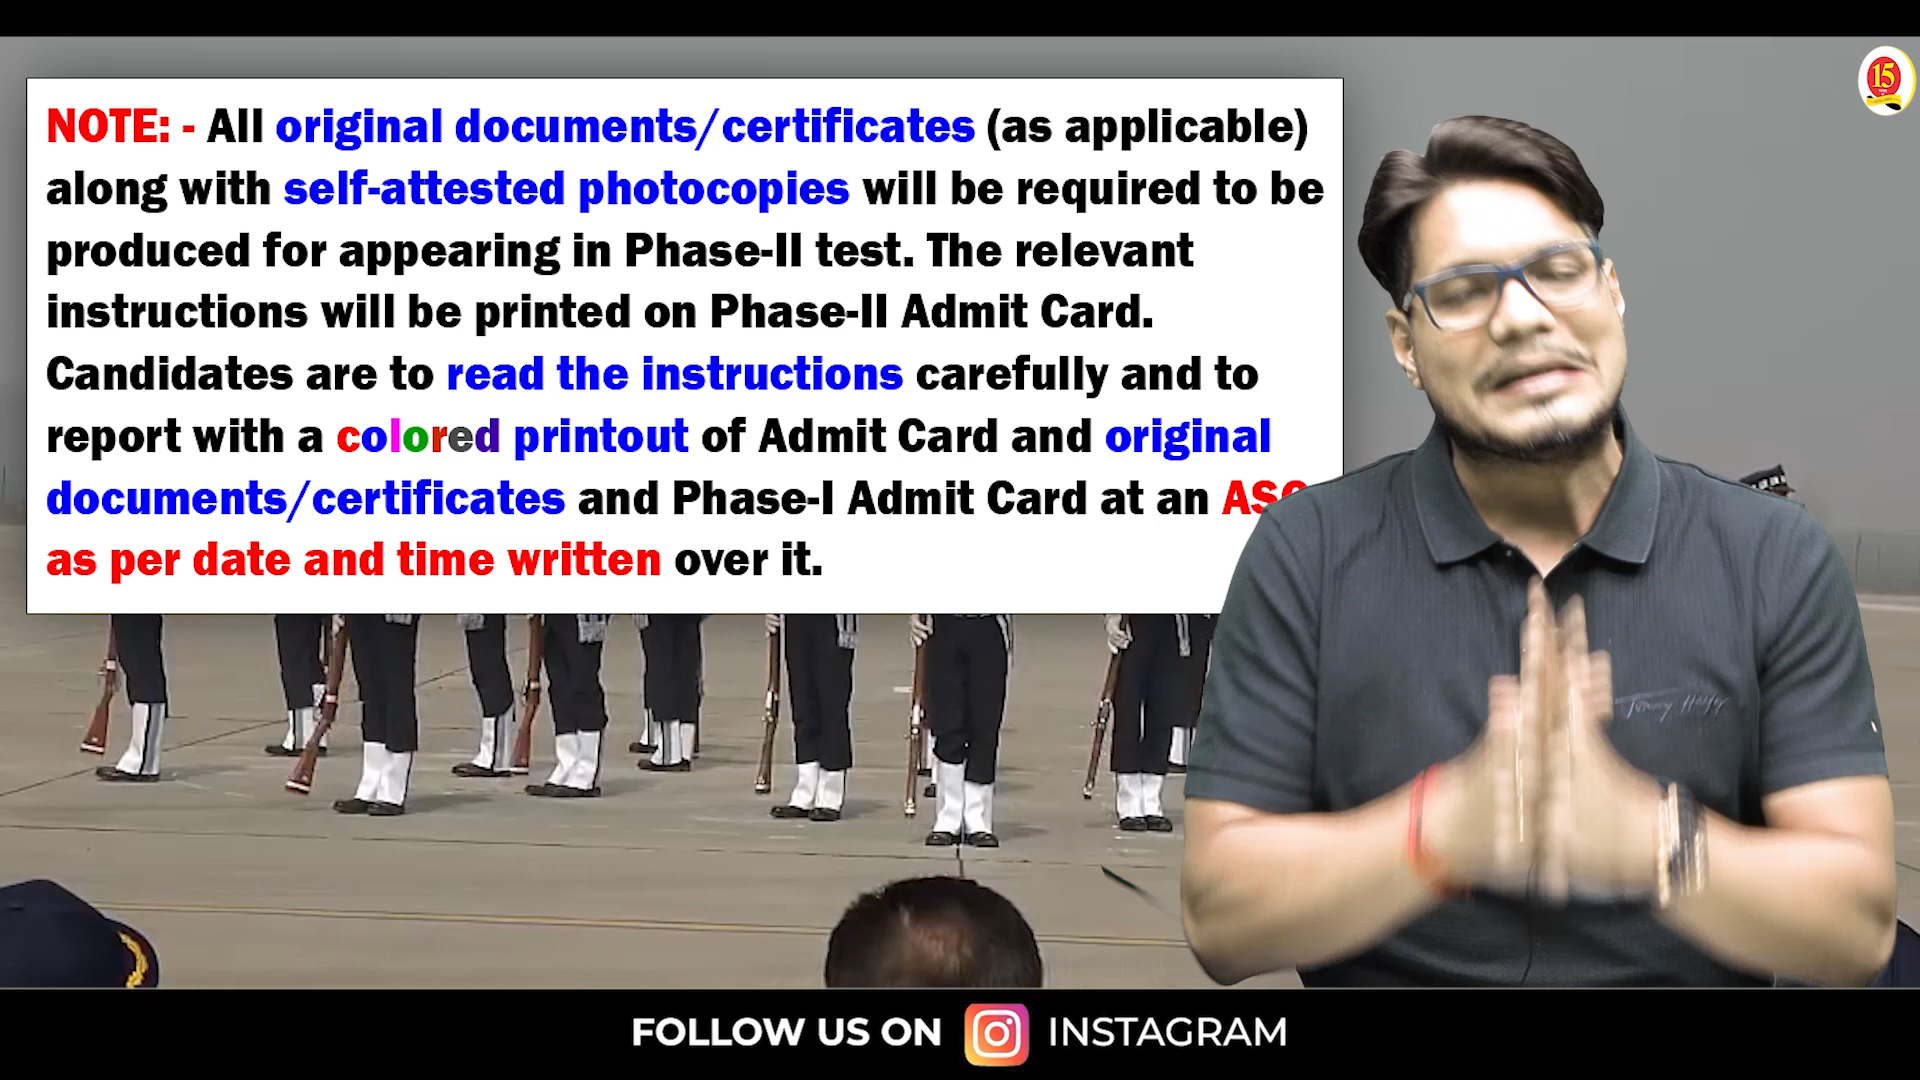 NOTE: - All original documents/certificates (as applicable)
along with self-attested photocopies will be required to be
produced for appearing in Phase-II test. The relevant
instructions will be printed on Phase-II Admit Card.
Candidates are to read the instructions carefully and to
report with a colored printout of Admit Card and original
documents/certificates and Phase-I Admit Card at an
as per date and time written over it.
15
FOLLOW US ON INSTAGRAM